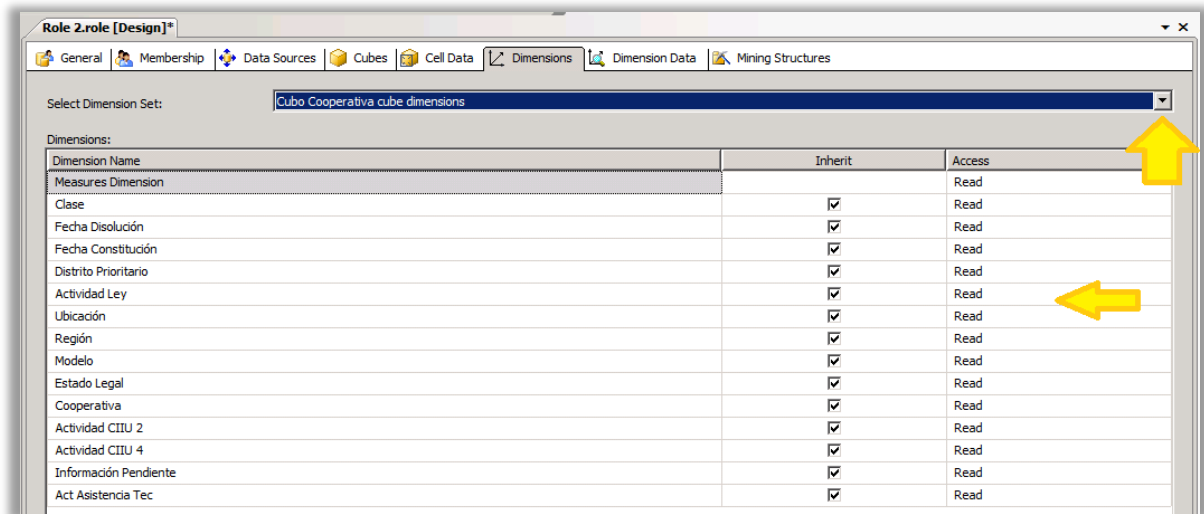 Role 2.role [Design]*
General Membership Data Sources Cubes Cell Data Dimensions Dimension Data Mining Structures
Select Dimension Set: Cubo Cooperativa cube dimensions
Dimensions:
Dimension Name Inherit Access
Measures Dimension Read
Clase Read
Fecha Disolución Read
Fecha Constitución Read
Distrito Prioritario Read
Actividad Ley Read
Ubicación Read
Región Read
Modelo Read
Estado Legal Read
Cooperativa Read
Actividad CIIU 2 Read
Actividad CIIU 4 Read
Información Pendiente Read
Act Asistencia Tec Read